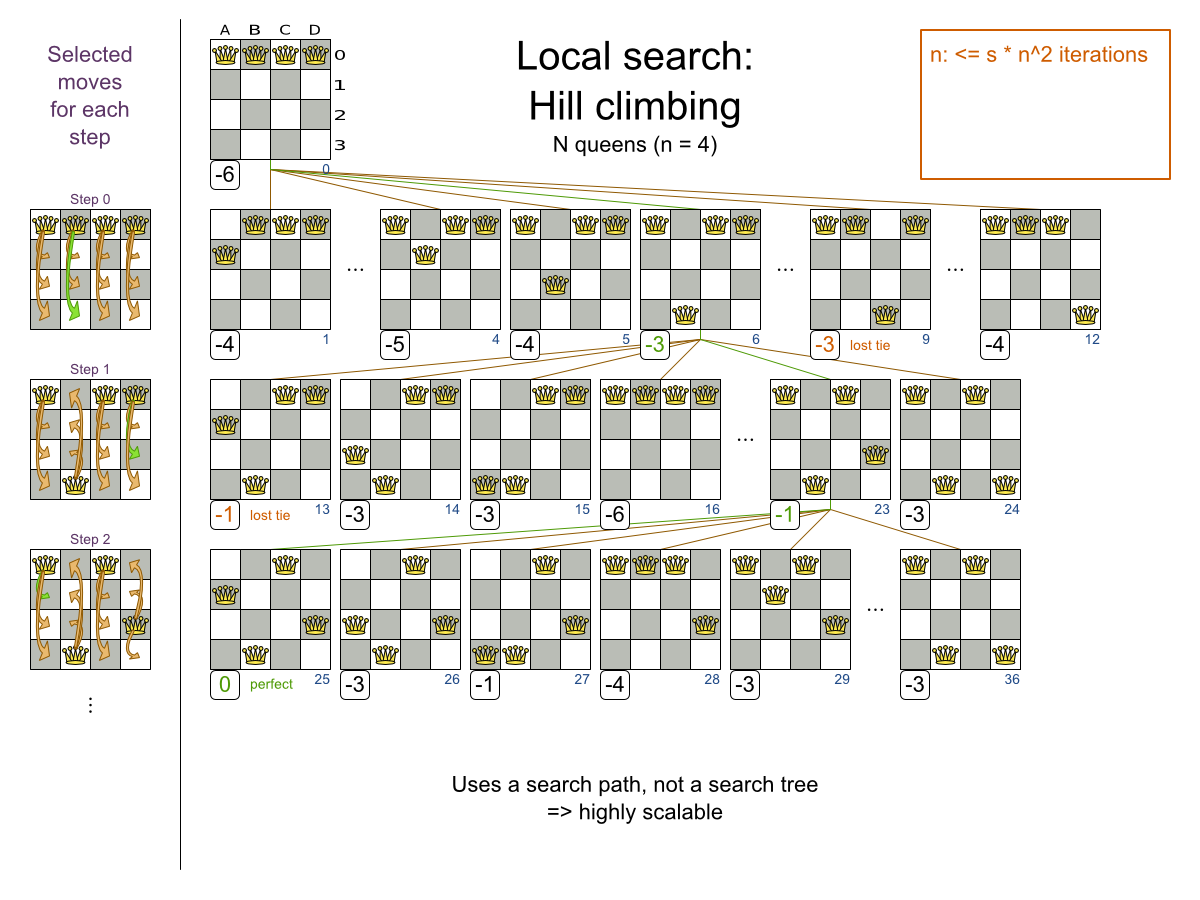 Selected
moves
for each
step
A B C D
0
1
2
3
Local search:
Hill climbing
N queens (n = 4)
n: <= s * n^2 iterations
-6
0
Step 0
...
...
...
-4
1
-5
4
-4
5
-3
6
-3
lost tie
9
-4
12
Step 1
...
-1
lost tie
13
-3
14
-3
15
-6
16
-1
23
-3
24
Step 2
...
0
perfect
25
-3
26
-1
27
-4
28
-3
29
-3
36
...
Uses a search path, not a search tree
=> highly scalable